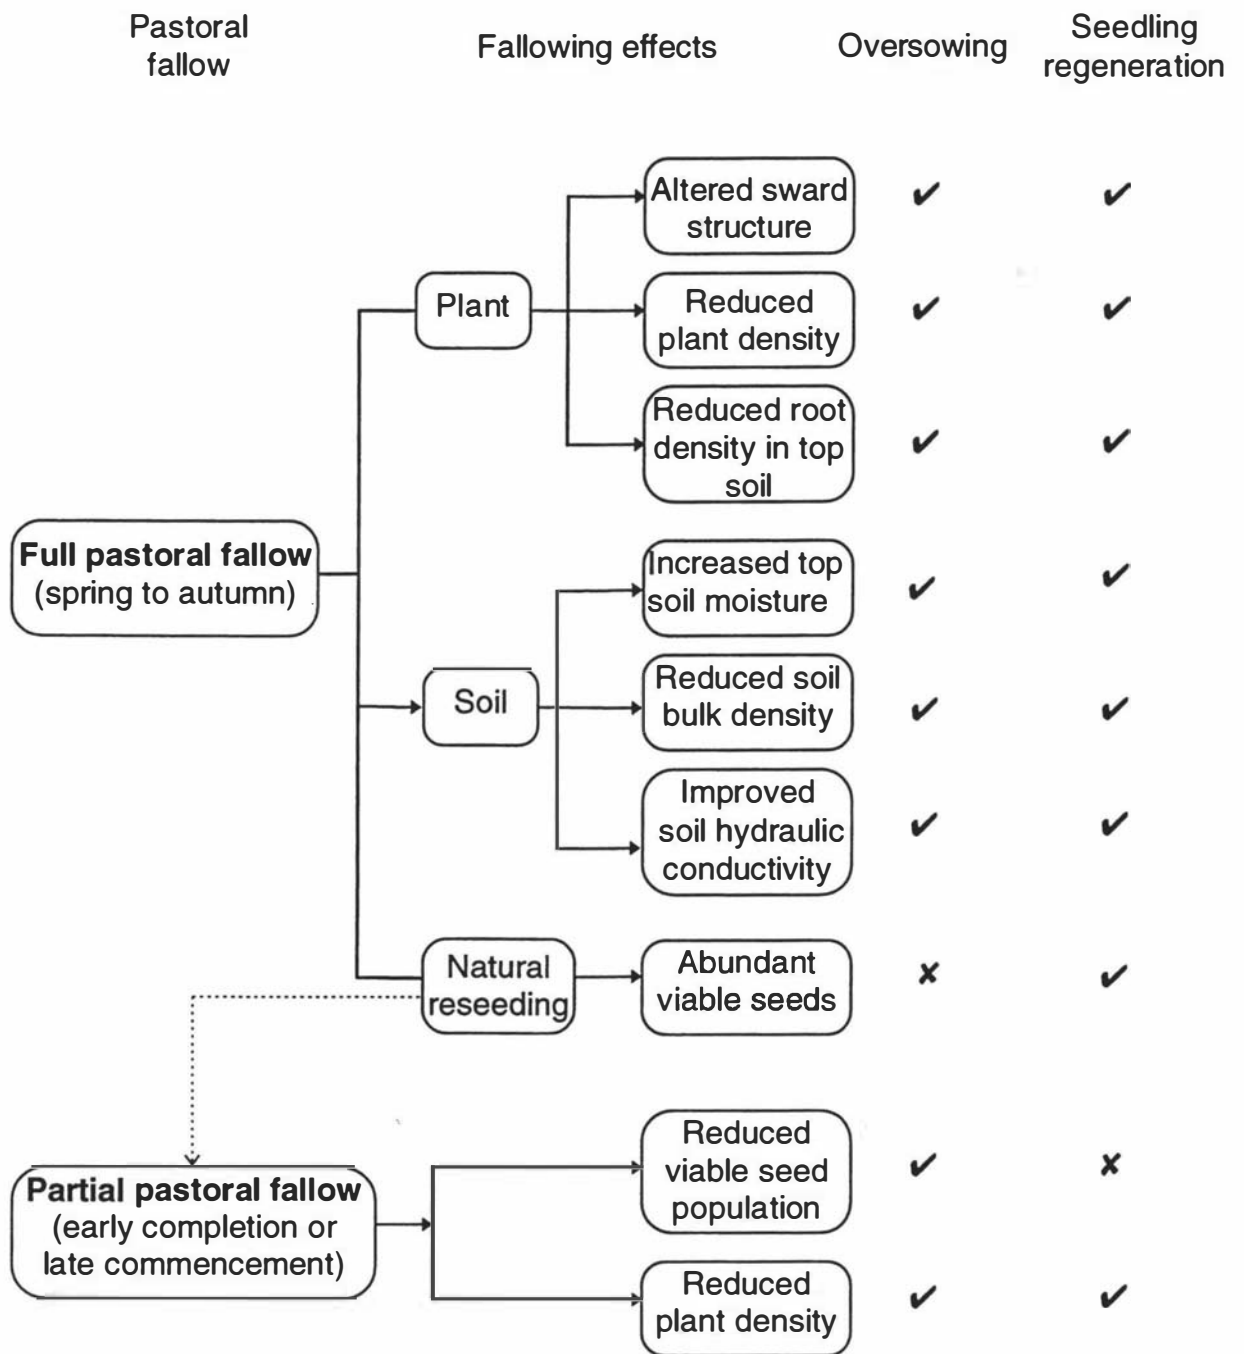 Pastoral
fallow
Fallowing effects
Oversowing
Seedling
regeneration
Altered sward
structure
✔
✔
Plant
Reduced
plant density
✔
✔
Reduced root
density in top
soil
✔
✔
Full pastoral fallow
(spring to autumn)
Increased top
soil moisture
✔
✔
Soil
Reduced soil
bulk density
✔
✔
Improved
soil hydraulic
conductivity
✔
✔
Natural
reseeding
Abundant
viable seeds
✘
✔
Partial pastoral fallow
(early completion or
late commencement)
Reduced
viable seed
population
✔
✘
Reduced
plant density
✔
✔